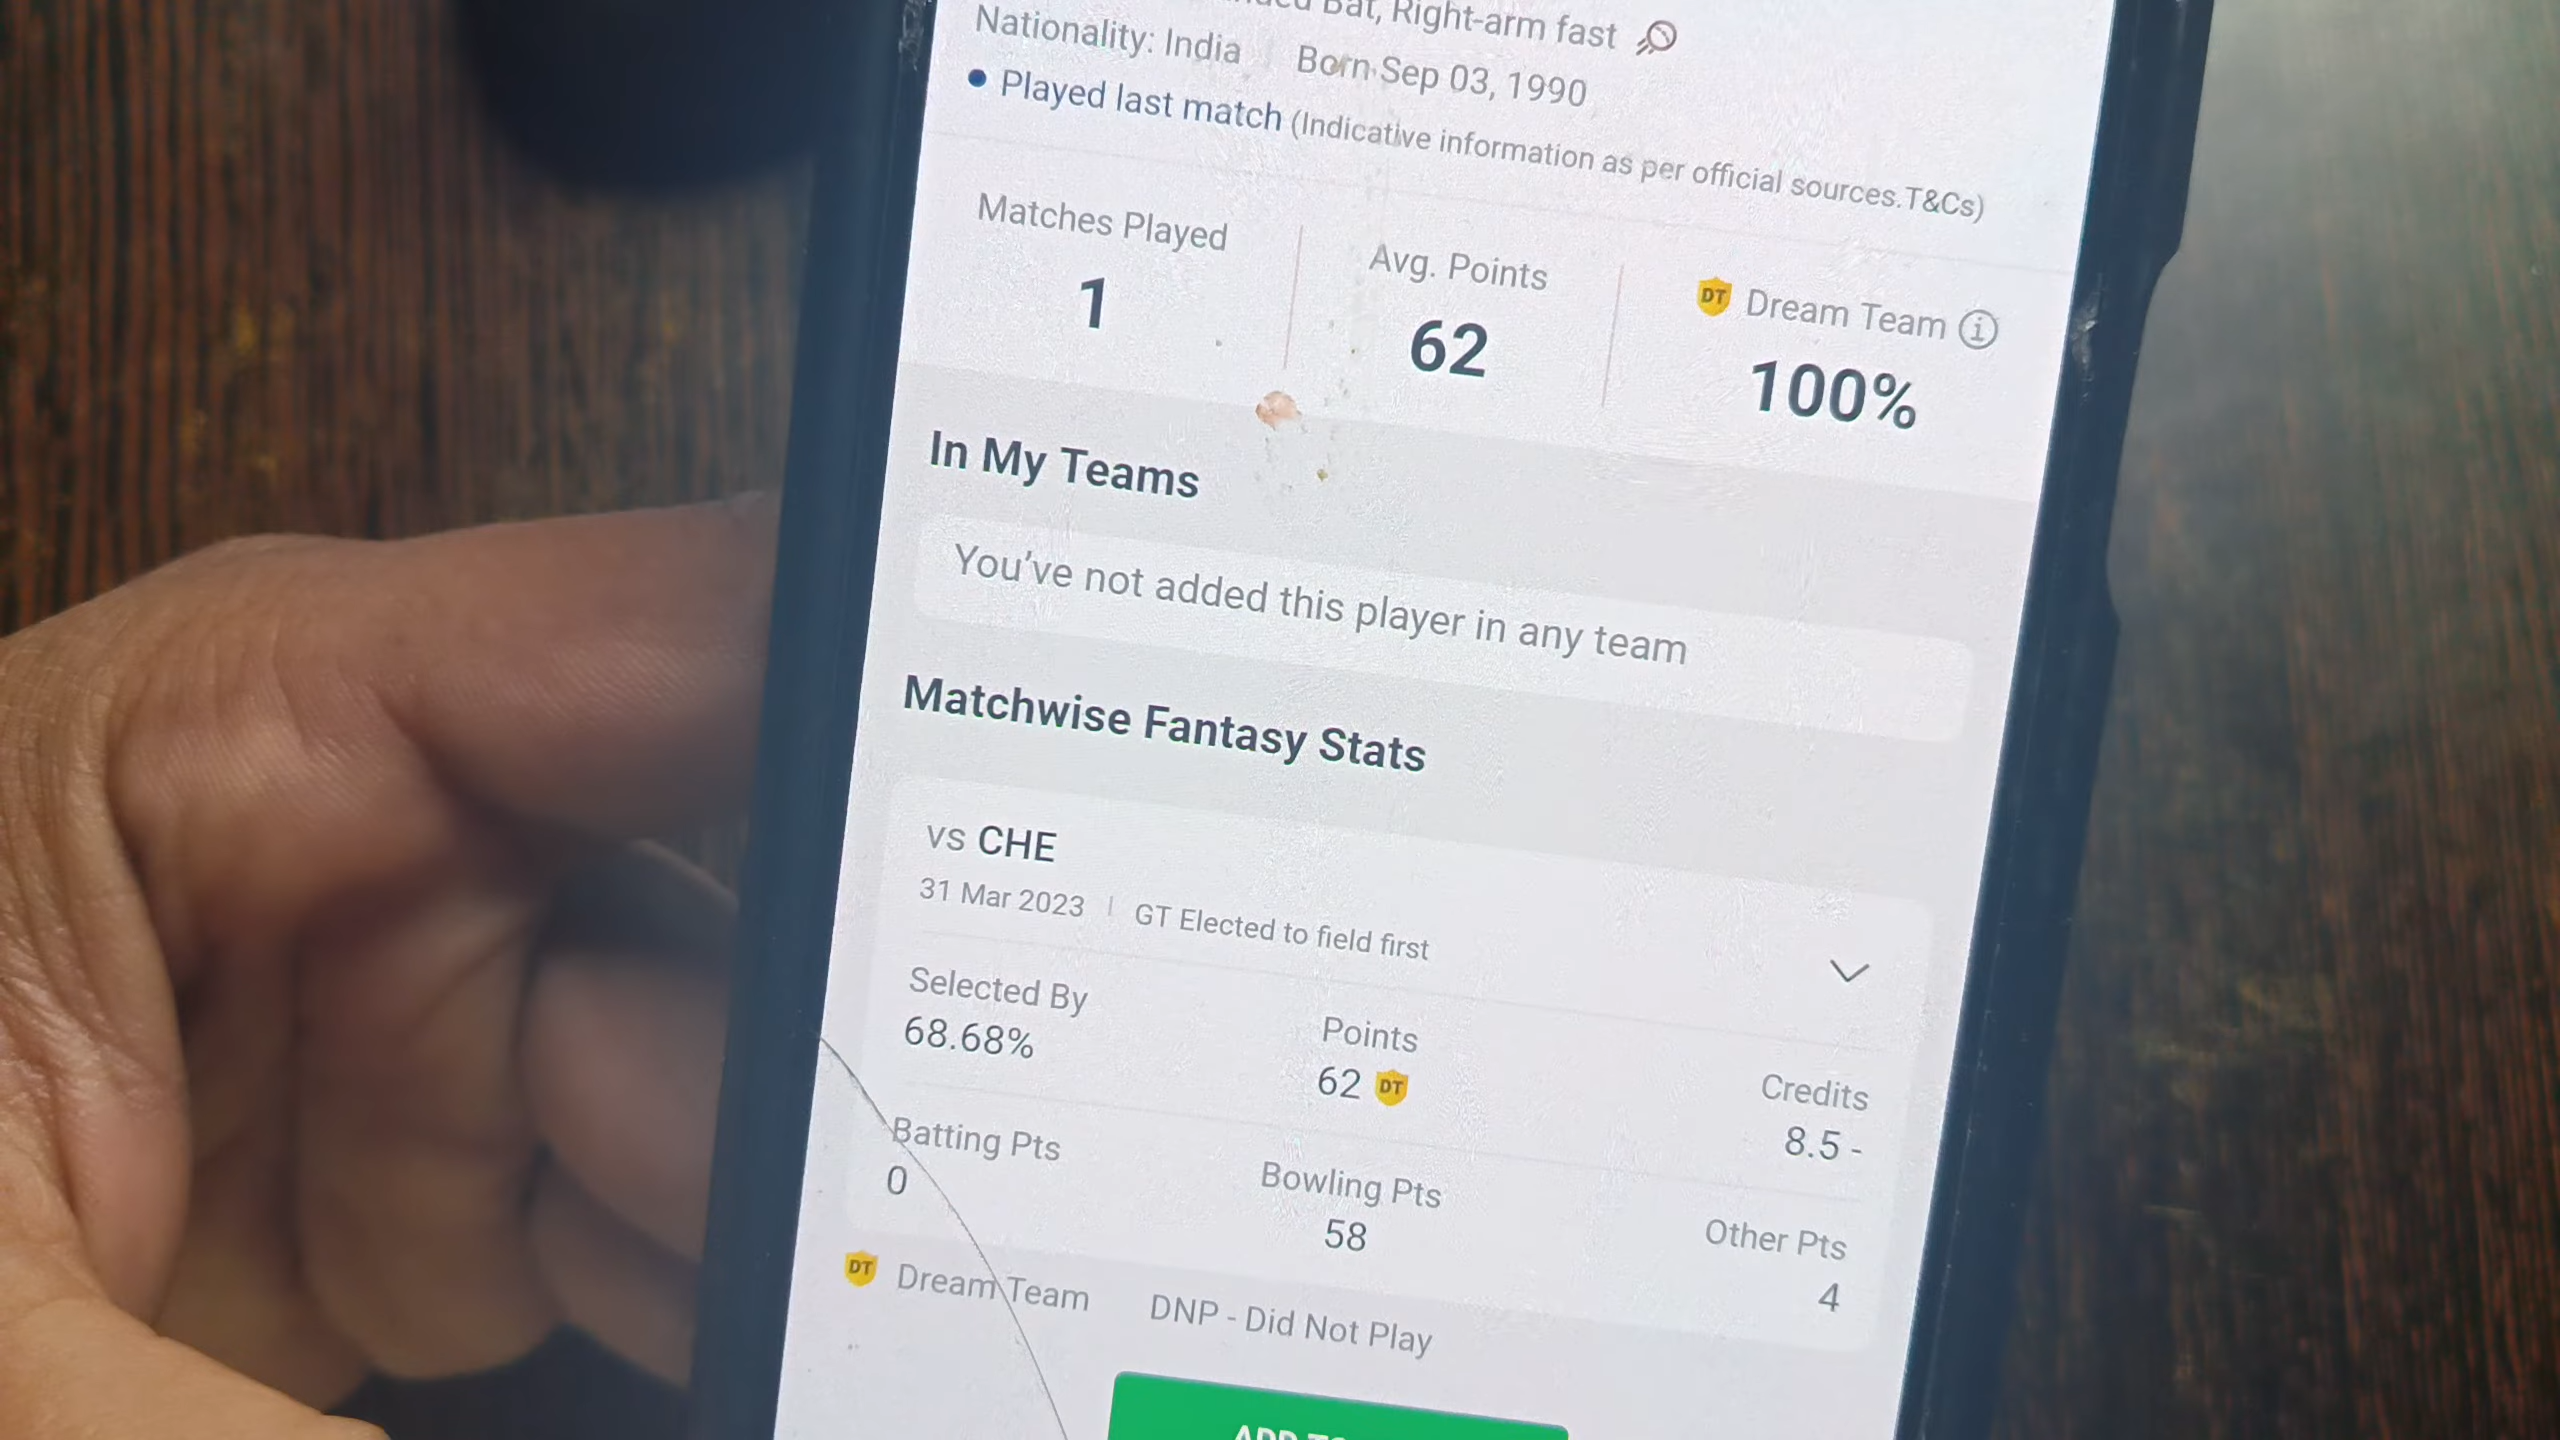 Bat, Right-arm fast
Nationality: India Born Sep 03, 1990
Played last match (Indicative information as per official sources.T&Cs)
Matches Played
1
Avg. Points
62
DT Dream Team
100%
In My Teams
You've not added this player in any team
Matchwise Fantasy Stats
vs CHE
31 Mar 2023 | GT Elected to field first
Selected By
68.68%
Points
62 DT
Credits
8.5 -
Batting Pts
0
Bowling Pts
58
Other Pts
4
DT Dream Team DNP - Did Not Play
ADD